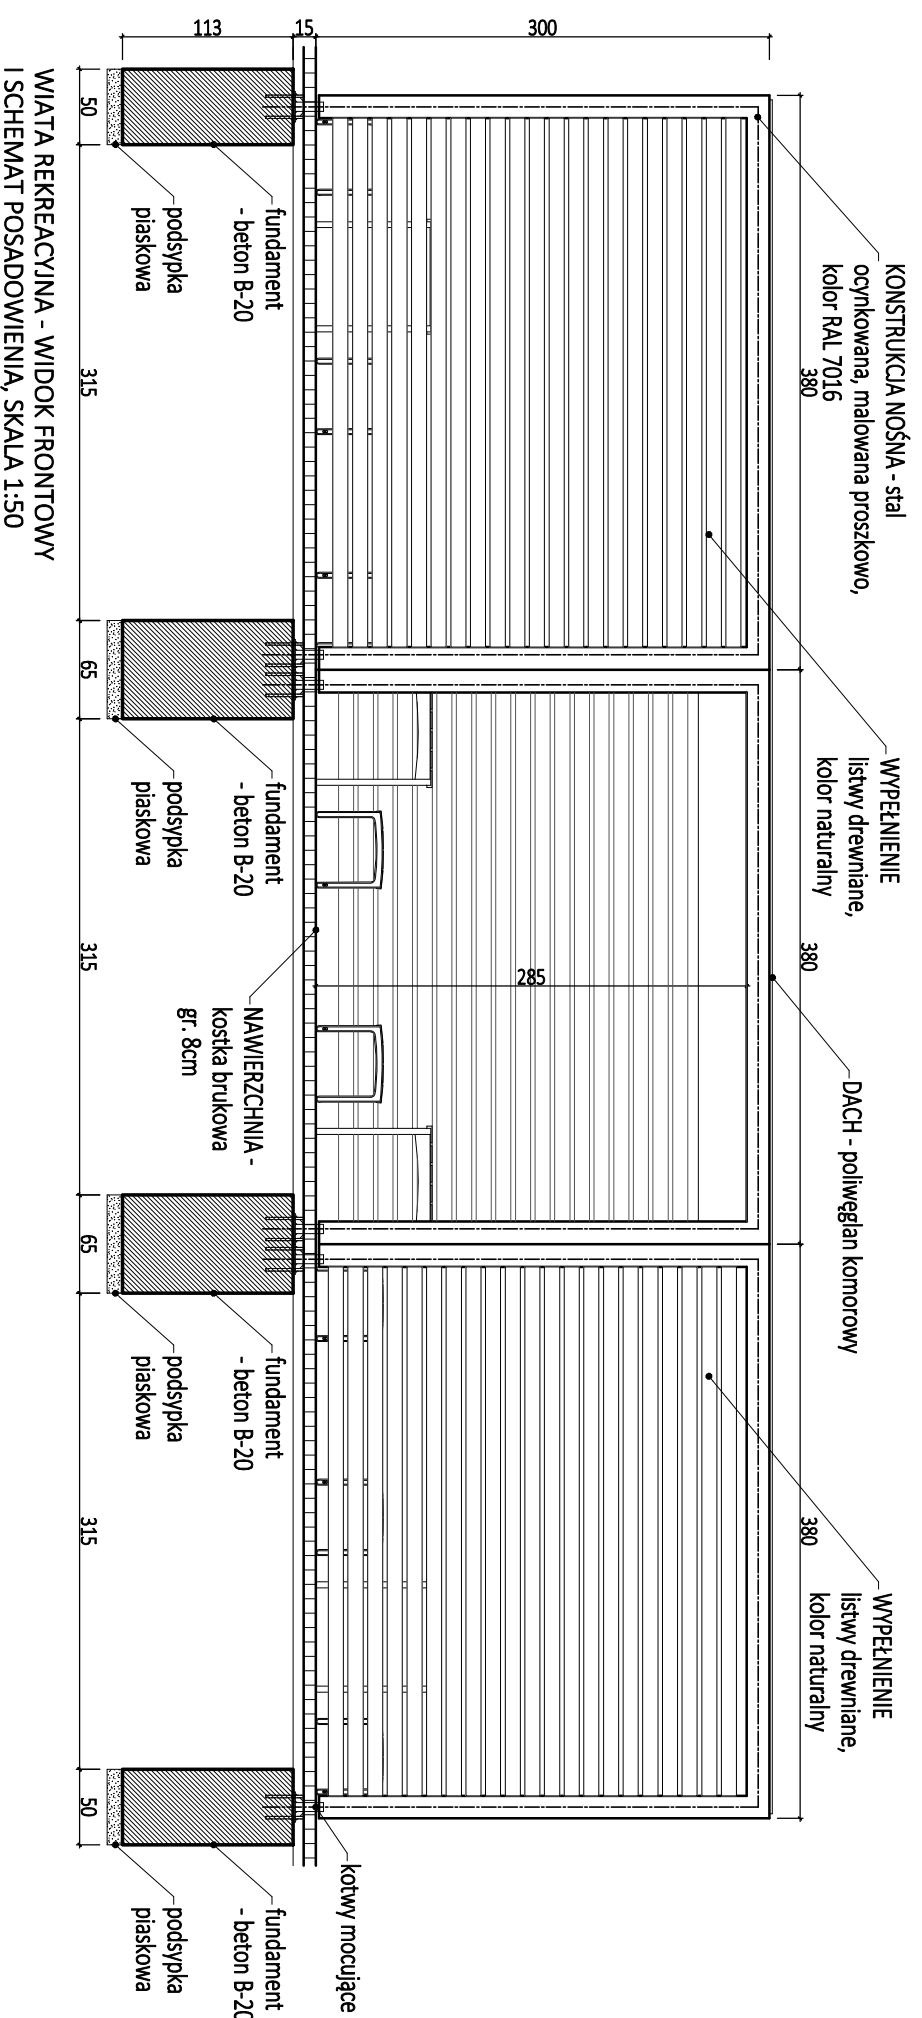 KONSTRUKCJA NOŚNA - stal
ocynkowana, malowana proszkowo,
kolor RAL 7016
WYPEŁNIENIE
listwy drewniane,
kolor naturalny
DACH - poliwęglan komorowy
WYPEŁNIENIE
listwy drewniane,
kolor naturalny
380
380
380
300
285
15
113
NAWIERZCHNIA -
kostka brukowa
gr. 8cm
kotwy mocujące
fundament
- beton B-20
podsypka
piaskowa
fundament
- beton B-20
podsypka
piaskowa
fundament
- beton B-20
podsypka
piaskowa
fundament
- beton B-20
podsypka
piaskowa
50
315
65
315
65
315
50
WIATA REKREACYJNA - WIDOK FRONTOWY
I SCHEMAT POSADOWIENIA, SKALA 1:50